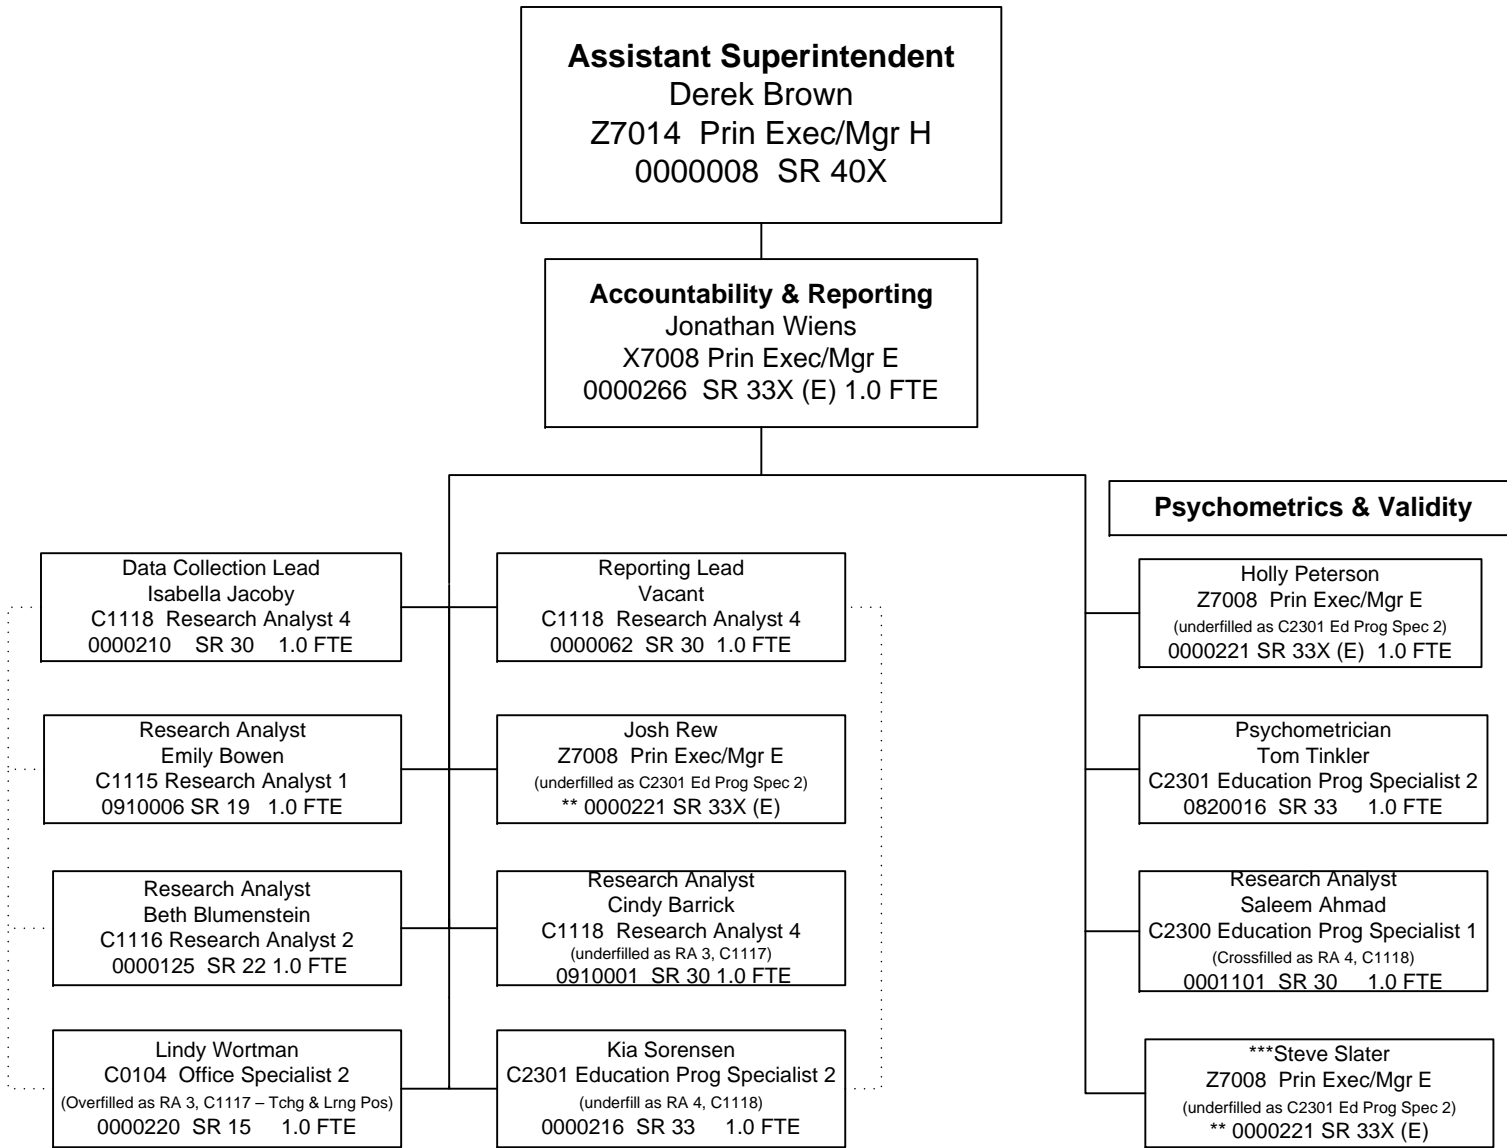 Assistant Superintendent
Derek Brown
Z7014 Prin Exec/Mgr H
0000008 SR 40X
Accountability & Reporting
Jonathan Wiens
X7008 Prin Exec/Mgr E
0000266 SR 33X (E) 1.0 FTE
Data Collection Lead
Isabella Jacoby
C1118 Research Analyst 4
0000210 SR 30 1.0 FTE
Research Analyst
Emily Bowen
C1115 Research Analyst 1
0910006 SR 19 1.0 FTE
Research Analyst
Beth Blumenstein
C1116 Research Analyst 2
0000125 SR 22 1.0 FTE
Lindy Wortman
C0104 Office Specialist 2
(Overfilled as RA 3, C1117 – Tchg & Lrng Pos)
0000220 SR 15 1.0 FTE
Reporting Lead
Vacant
C1118 Research Analyst 4
0000062 SR 30 1.0 FTE
Josh Rew
Z7008 Prin Exec/Mgr E
(underfilled as C2301 Ed Prog Spec 2)
** 0000221 SR 33X (E)
Research Analyst
Cindy Barrick
C1118 Research Analyst 4
(underfilled as RA 3, C1117)
0910001 SR 30 1.0 FTE
Kia Sorensen
C2301 Education Prog Specialist 2
(underfill as RA 4, C1118)
0000216 SR 33 1.0 FTE
Psychometrics & Validity
Holly Peterson
Z7008 Prin Exec/Mgr E
(underfilled as C2301 Ed Prog Spec 2)
0000221 SR 33X (E) 1.0 FTE
Psychometrician
Tom Tinkler
C2301 Education Prog Specialist 2
0820016 SR 33 1.0 FTE
Research Analyst
Saleem Ahmad
C2300 Education Prog Specialist 1
(Crossfilled as RA 4, C1118)
0001101 SR 30 1.0 FTE
***Steve Slater
Z7008 Prin Exec/Mgr E
(underfilled as C2301 Ed Prog Spec 2)
** 0000221 SR 33X (E)